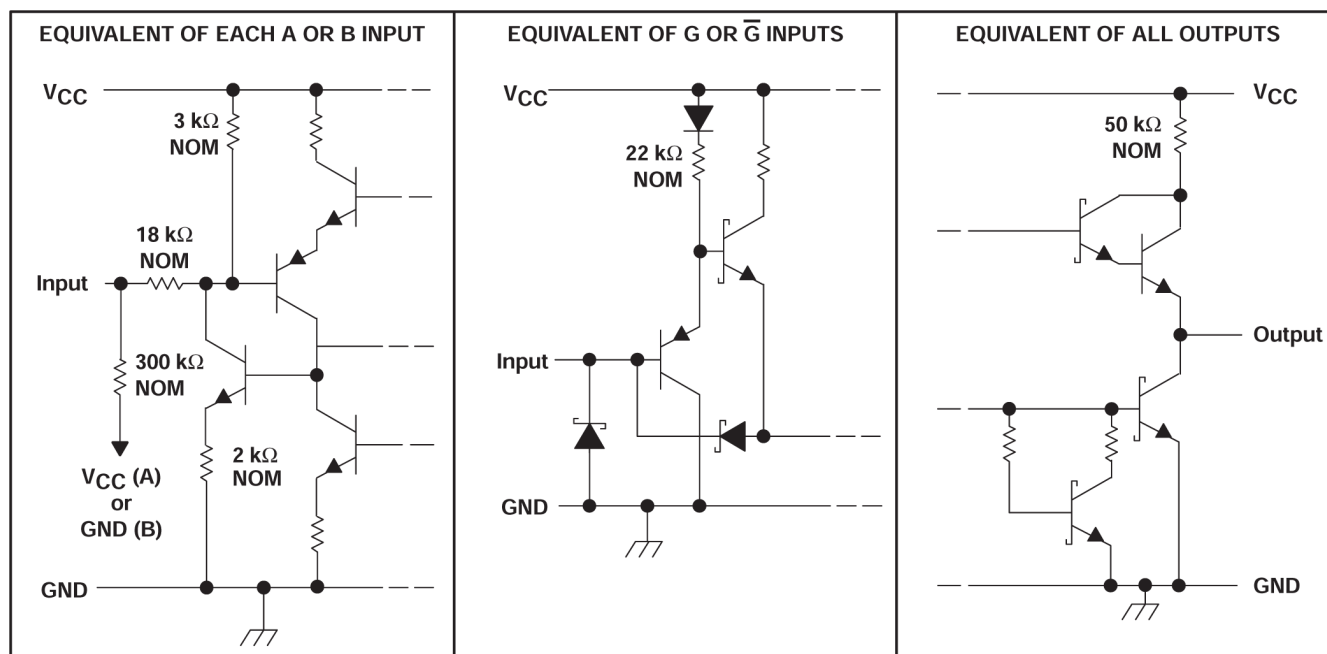 EQUIVALENT OF EACH A OR B INPUT
VCC
3 kΩ
NOM
18 kΩ
NOM
Input
300 kΩ
NOM
VCC (A)
or
GND (B)
2 kΩ
NOM
GND
EQUIVALENT OF G OR G̅ INPUTS
VCC
22 kΩ
NOM
Input
GND
EQUIVALENT OF ALL OUTPUTS
VCC
50 kΩ
NOM
Output
GND